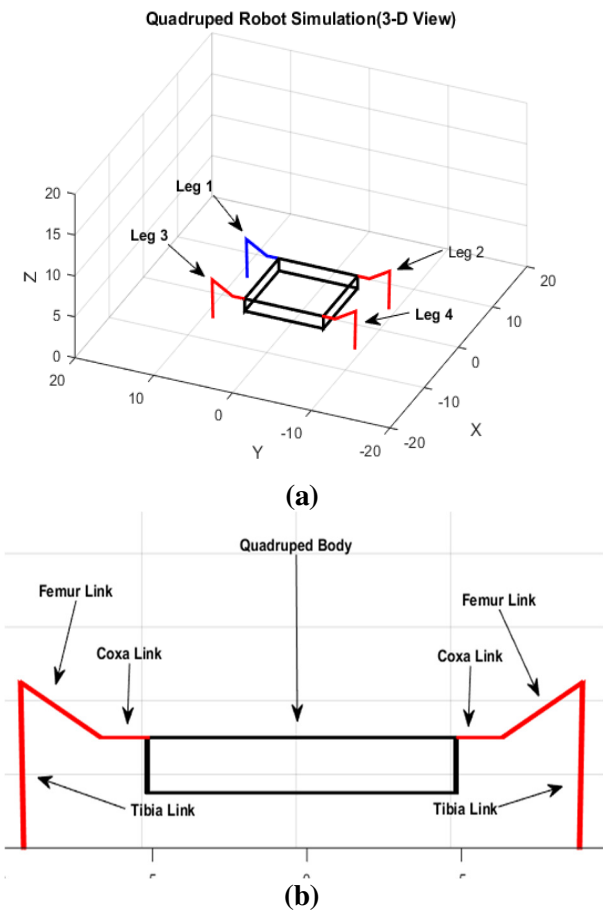 Quadruped Robot Simulation(3-D View)
20
15
10
5
0
Z
Leg 1
Leg 3
Leg 2
Leg 4
20
10
0
-10
-20
Y
20
10
0
-10
-20
X
(a)
Quadruped Body
Femur Link
Femur Link
Coxa Link
Coxa Link
Tibia Link
Tibia Link
(b)